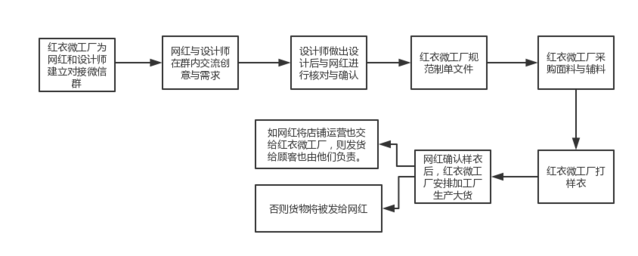 红衣微工厂为
网红和设计师
建立对接微信
群
网红与设计师
在群内交流创
意与需求
设计师做出设
计后与网红进
行核对与确认
红衣微工厂规
范制单文件
红衣微工厂采
购面料与辅料
红衣微工厂打
样衣
网红确认样衣
后，红衣微工
厂安排加工厂
生产大货
如网红将店铺运营也交
给红衣微工厂，则发货
给顾客也由他们负责。
否则货物将被发给网红